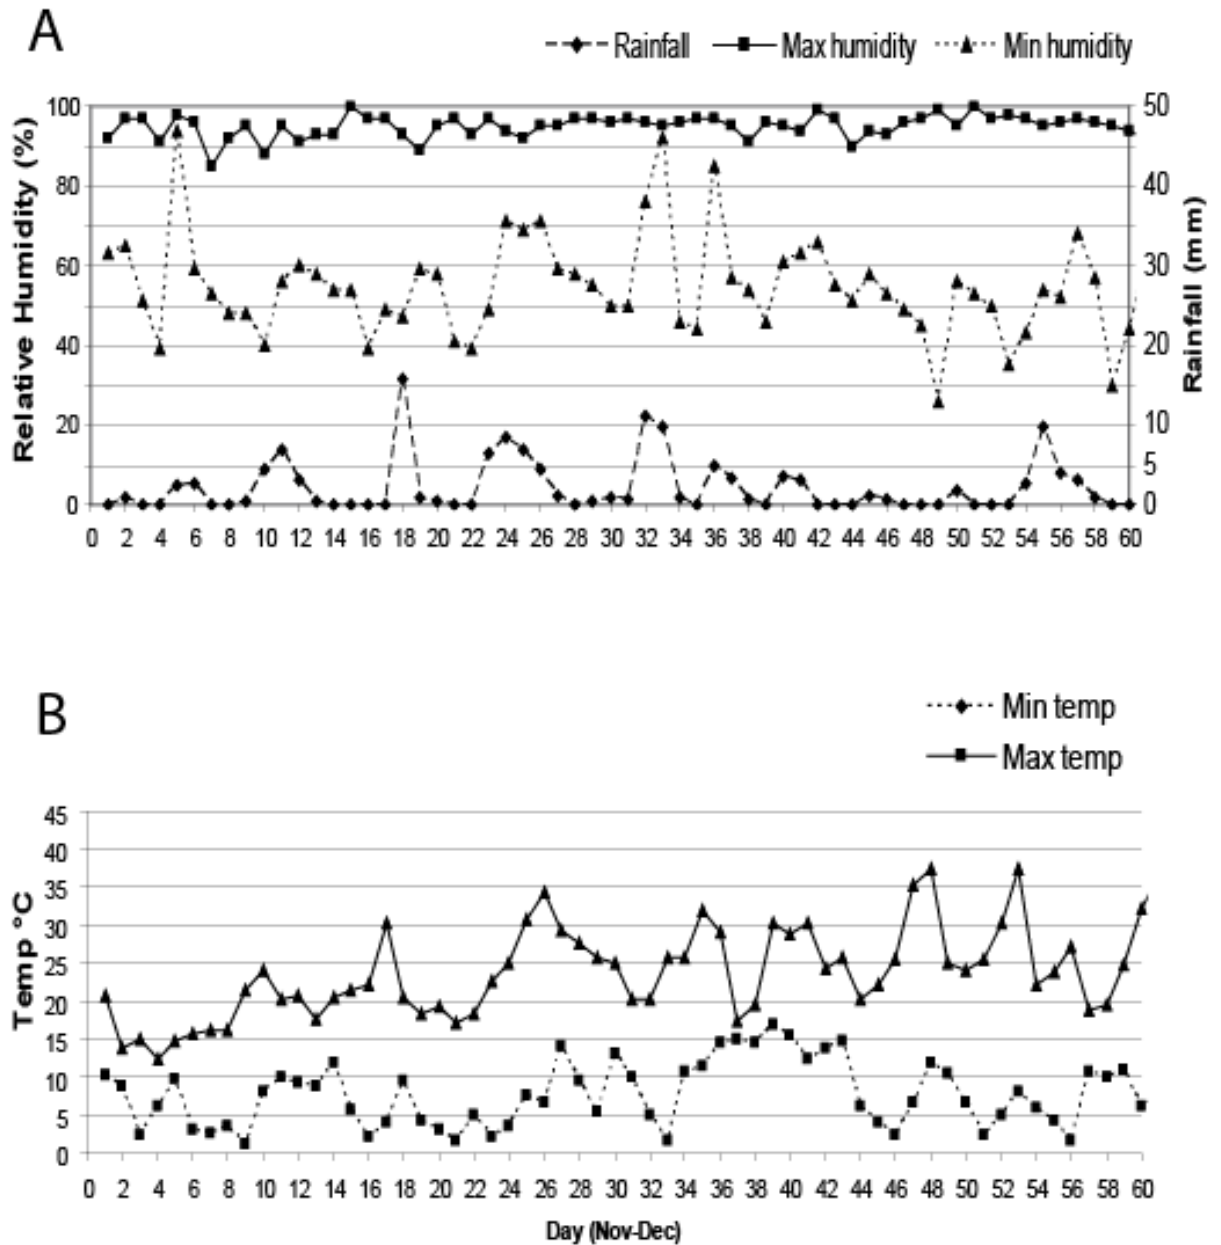 A
Rainfall Max humidity Min humidity
Relative Humidity (%)
100
80
60
40
20
0
50
40
30
20
10
5
0
Rainfall (mm)
0 2 4 6 8 10 12 14 16 18 20 22 24 26 28 30 32 34 36 38 40 42 44 46 48 50 52 54 56 58 60
B
Min temp
Max temp
Temp °C
45
40
35
30
25
20
15
10
5
0
0 2 4 6 8 10 12 14 16 18 20 22 24 26 28 30 32 34 36 38 40 42 44 46 48 50 52 54 56 58 60
Day (Nov-Dec)